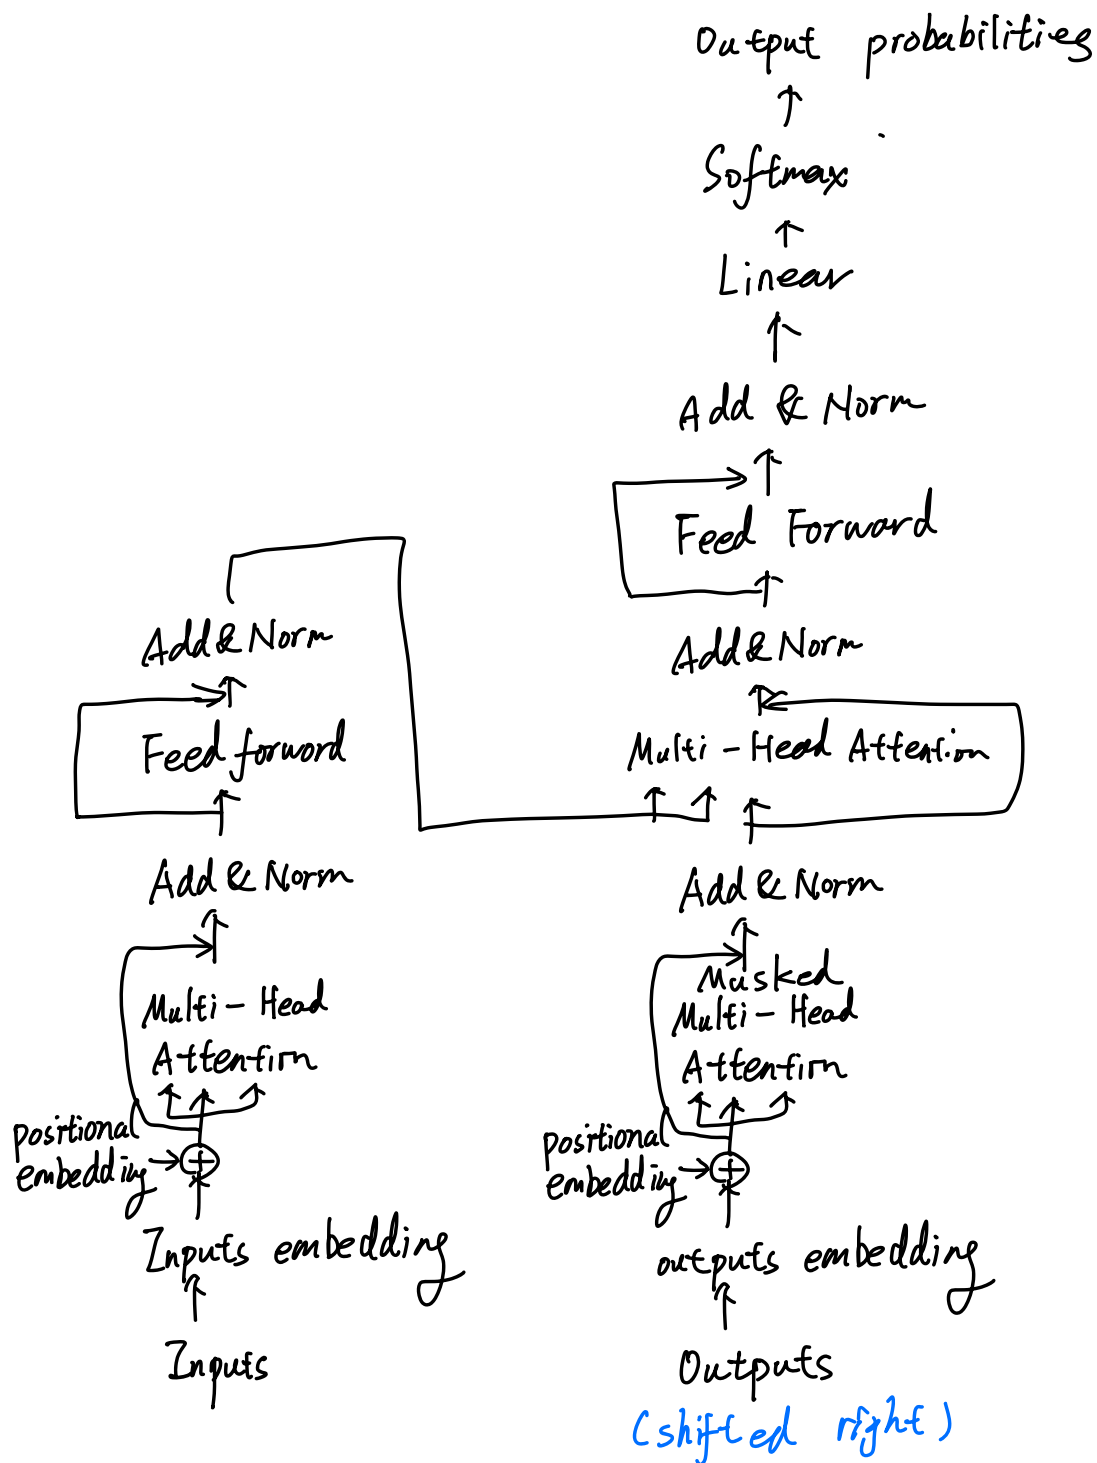 Output probabilities
Softmax
Linear
Add & Norm
Feed Forward
Add & Norm
Multi-Head Attention
Add & Norm
Musked
Multi-Head
Attention
positional
embedding
outputs embedding
Outputs
(shifted right)
Add & Norm
Feed forward
Add & Norm
Multi-Head
Attention
positional
embedding
Inputs embedding
Inputs